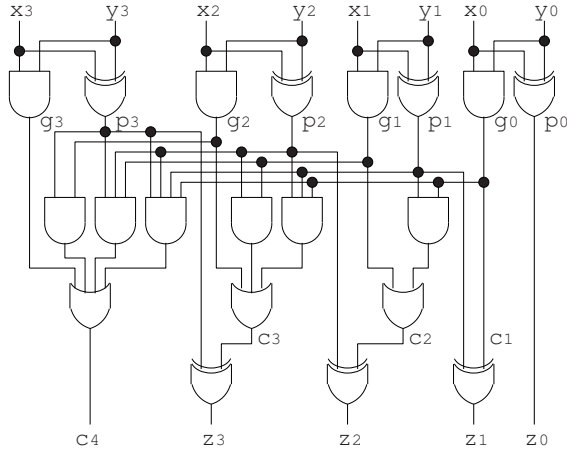 x3 y3 x2 y2 x1 y1 x0 y0
g3 p3 g2 p2 g1 p1 g0 p0
c3 c2 c1
c4 z3 z2 z1 z0